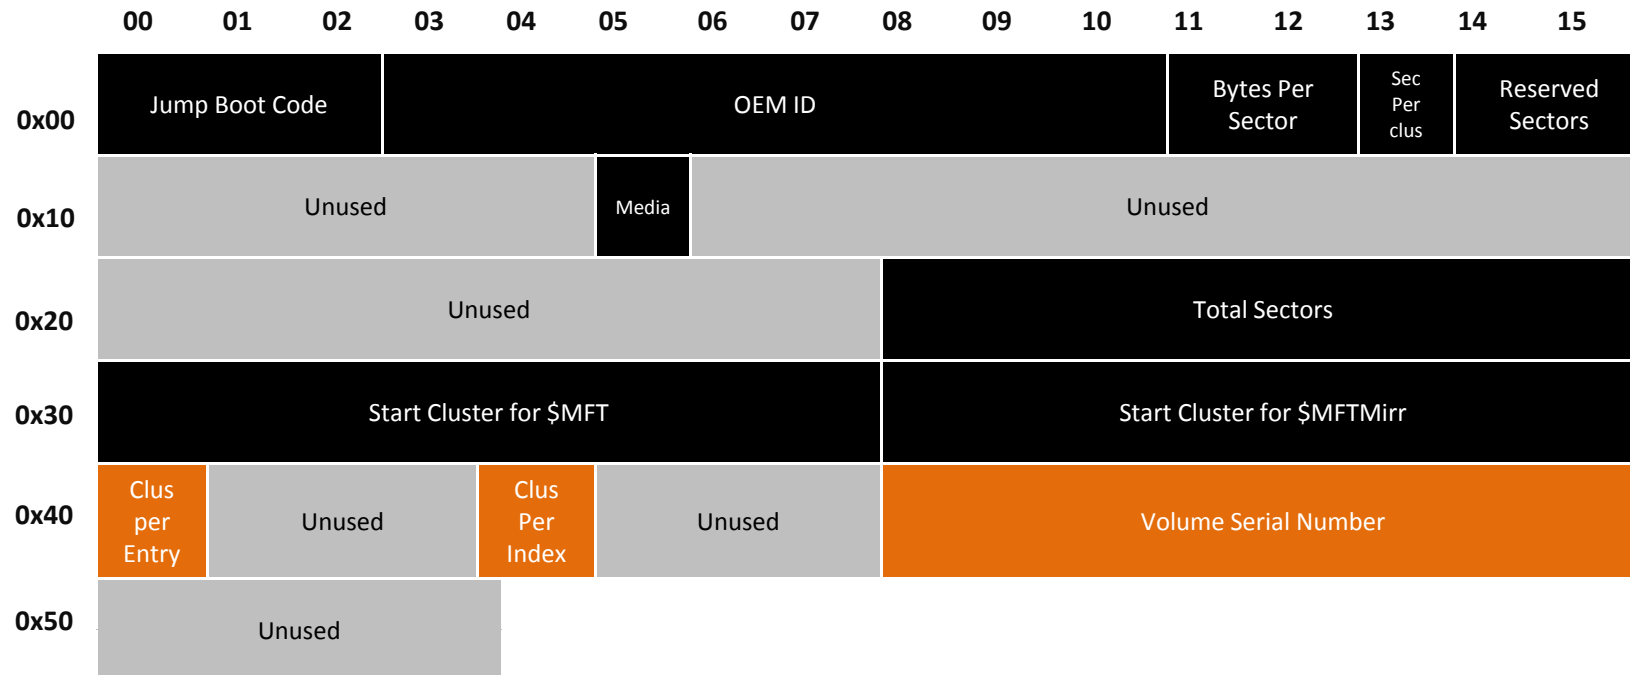 00 01 02 03 04 05 06 07 08 09 10 11 12 13 14 15
0x00
Jump Boot Code
OEM ID
Bytes Per
Sector
Sec
Per
clus
Reserved
Sectors
0x10
Unused
Media
Unused
0x20
Unused
Total Sectors
0x30
Start Cluster for $MFT
Start Cluster for $MFTMirr
0x40
Clus
per
Entry
Unused
Clus
Per
Index
Unused
Volume Serial Number
0x50
Unused